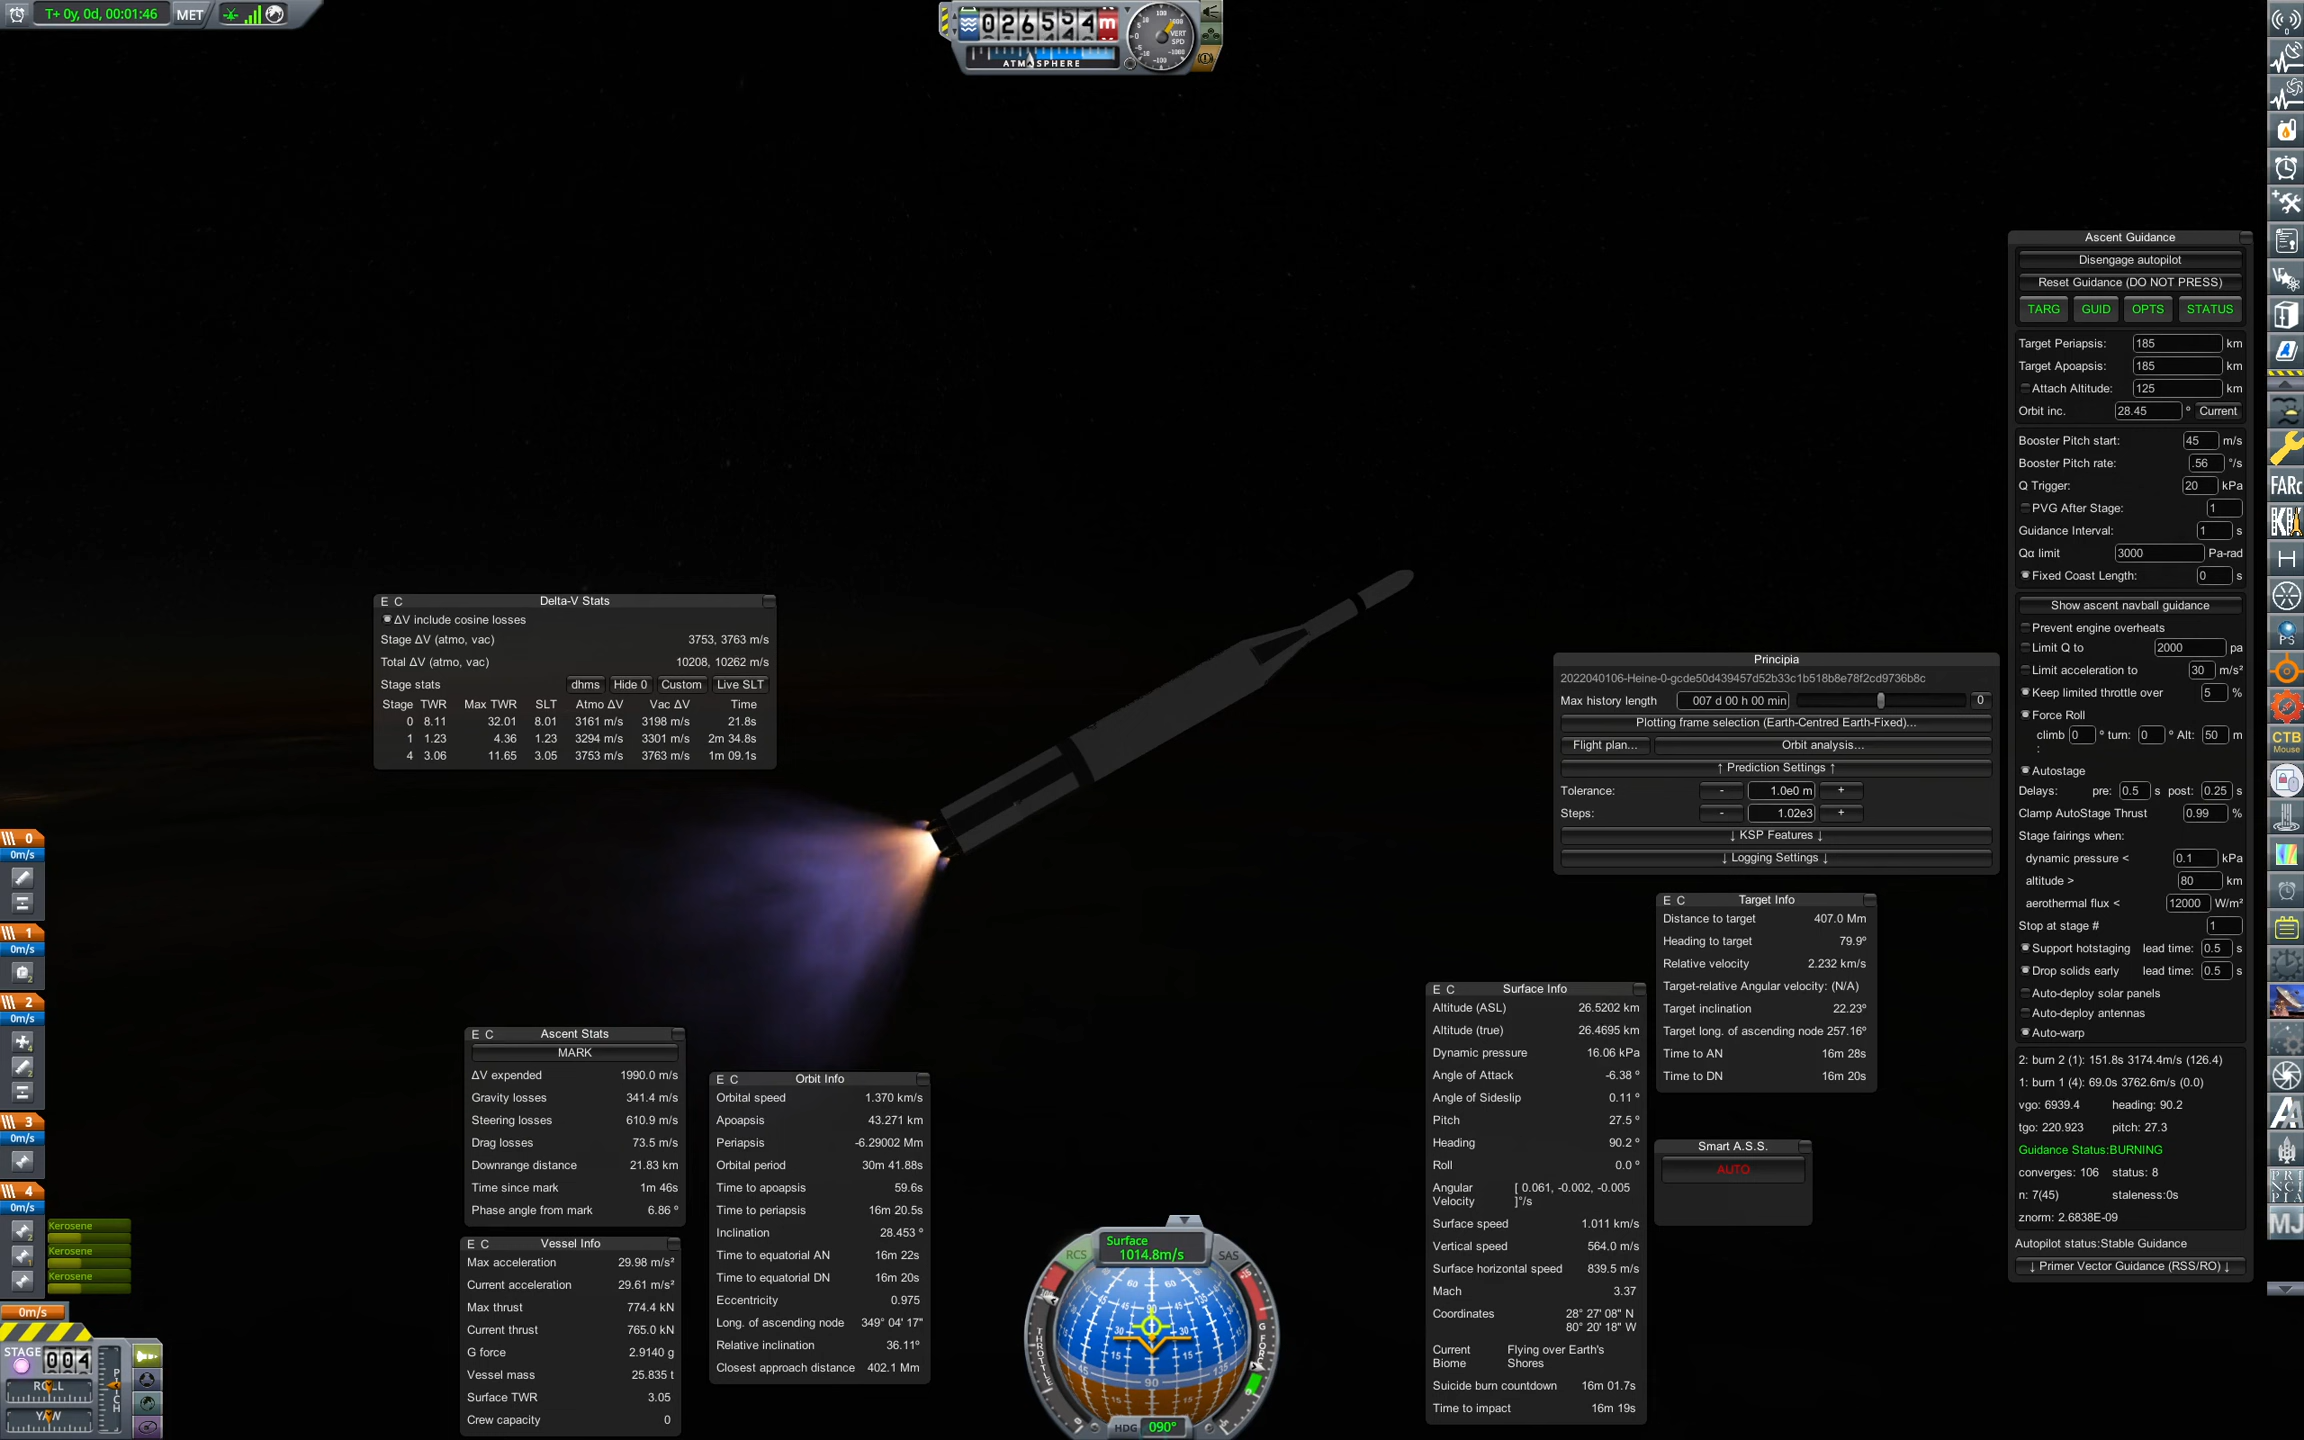 T+ 0y, 0d, 00:01:46 MET
026554 m
ATMOSPHERE
VERT SPD
Delta-V Stats
E C
ΔV include cosine losses
Stage ΔV (atmo, vac) 3753, 3763 m/s
Total ΔV (atmo, vac) 10208, 10262 m/s
Stage stats dhms Hide 0 Custom Live SLT
Stage TWR Max TWR SLT Atmo ΔV Vac ΔV Time
0 8.11 32.01 8.01 3161 m/s 3198 m/s 21.8s
1 1.23 4.36 1.23 3294 m/s 3301 m/s 2m 34.8s
4 3.06 11.65 3.05 3753 m/s 3763 m/s 1m 09.1s
0
0m/s
1
0m/s
2
0m/s
3
0m/s
4
0m/s
Kerosene
Kerosene
Kerosene
0m/s
STAGE 004
ROLL
YAW
PITCH
E C Ascent Stats
MARK
ΔV expended 1990.0 m/s
Gravity losses 341.4 m/s
Steering losses 610.9 m/s
Drag losses 73.5 m/s
Downrange distance 21.83 km
Time since mark 1m 46s
Phase angle from mark 6.86 º
E C Vessel Info
Max acceleration 29.98 m/s²
Current acceleration 29.61 m/s²
Max thrust 774.4 kN
Current thrust 765.0 kN
G force 2.9140 g
Vessel mass 25.835 t
Surface TWR 3.05
Crew capacity 0
E C Orbit Info
Orbital speed 1.370 km/s
Apoapsis 43.271 km
Periapsis -6.29002 Mm
Orbital period 30m 41.88s
Time to apoapsis 59.6s
Time to periapsis 16m 20.5s
Inclination 28.453 º
Time to equatorial AN 16m 22s
Time to equatorial DN 16m 20s
Eccentricity 0.975
Long. of ascending node 349° 04' 17"
Relative inclination 36.11º
Closest approach distance 402.1 Mm
RCS Surface SAS
1014.8m/s
THROTTLE
G FORCE
HDG 090°
E C Surface Info
Altitude (ASL) 26.5202 km
Altitude (true) 26.4695 km
Dynamic pressure 16.06 kPa
Angle of Attack -6.38 º
Angle of Sideslip 0.11 º
Pitch 27.5 º
Heading 90.2 º
Roll 0.0 º
Angular Velocity [ 0.061, -0.002, -0.005 ]°/s
Surface speed 1.011 km/s
Vertical speed 564.0 m/s
Surface horizontal speed 839.5 m/s
Mach 3.37
Coordinates 28° 27' 08" N
80° 20' 18" W
Current Biome Flying over Earth's Shores
Suicide burn countdown 16m 01.7s
Time to impact 16m 19s
Principia
2022040106-Heine-0-gcde50d439457d52b33c1b518b8e78f2cd9736b8c
Max history length 007 d 00 h 00 min 0
Plotting frame selection (Earth-Centred Earth-Fixed)...
Flight plan... Orbit analysis...
↑ Prediction Settings ↑
Tolerance: - 1.0e0 m +
Steps: - 1.02e3 +
↓ KSP Features ↓
↓ Logging Settings ↓
E C Target Info
Distance to target 407.0 Mm
Heading to target 79.9º
Relative velocity 2.232 km/s
Target-relative Angular velocity: (N/A)
Target inclination 22.23º
Target long. of ascending node 257.16º
Time to AN 16m 28s
Time to DN 16m 20s
Smart A.S.S.
AUTO
Ascent Guidance
Disengage autopilot
Reset Guidance (DO NOT PRESS)
TARG GUID OPTS STATUS
Target Periapsis: 185 km
Target Apoapsis: 185 km
Attach Altitude: 125 km
Orbit inc. 28.45 º Current
Booster Pitch start: 45 m/s
Booster Pitch rate: .56 °/s
Q Trigger: 20 kPa
PVG After Stage: 1
Guidance Interval: 1 s
Qα limit 3000 Pa-rad
Fixed Coast Length: 0 s
Show ascent navball guidance
Prevent engine overheats
Limit Q to 2000 pa
Limit acceleration to 30 m/s²
Keep limited throttle over 5 %
Force Roll
climb : 0 º turn: 0 º Alt: 50 m
Autostage
Delays: pre: 0.5 s post: 0.25 s
Clamp AutoStage Thrust 0.99 %
Stage fairings when:
dynamic pressure < 0.1 kPa
altitude > 80 km
aerothermal flux < 12000 W/m²
Stop at stage # 1
Support hotstaging lead time: 0.5 s
Drop solids early lead time: 0.5 s
Auto-deploy solar panels
Auto-deploy antennas
Auto-warp
2: burn 2 (1): 151.8s 3174.4m/s (126.4)
1: burn 1 (4): 69.0s 3762.6m/s (0.0)
vgo: 6939.4 heading: 90.2
tgo: 220.923 pitch: 27.3
Guidance Status:BURNING
converges: 106 status: 8
n: 7(45) staleness:0s
znorm: 2.6838E-09
Autopilot status:Stable Guidance
↓ Primer Vector Guidance (RSS/RO) ↓
FARc
PS
CTB
Mouse
PRINCIPIA
MJ